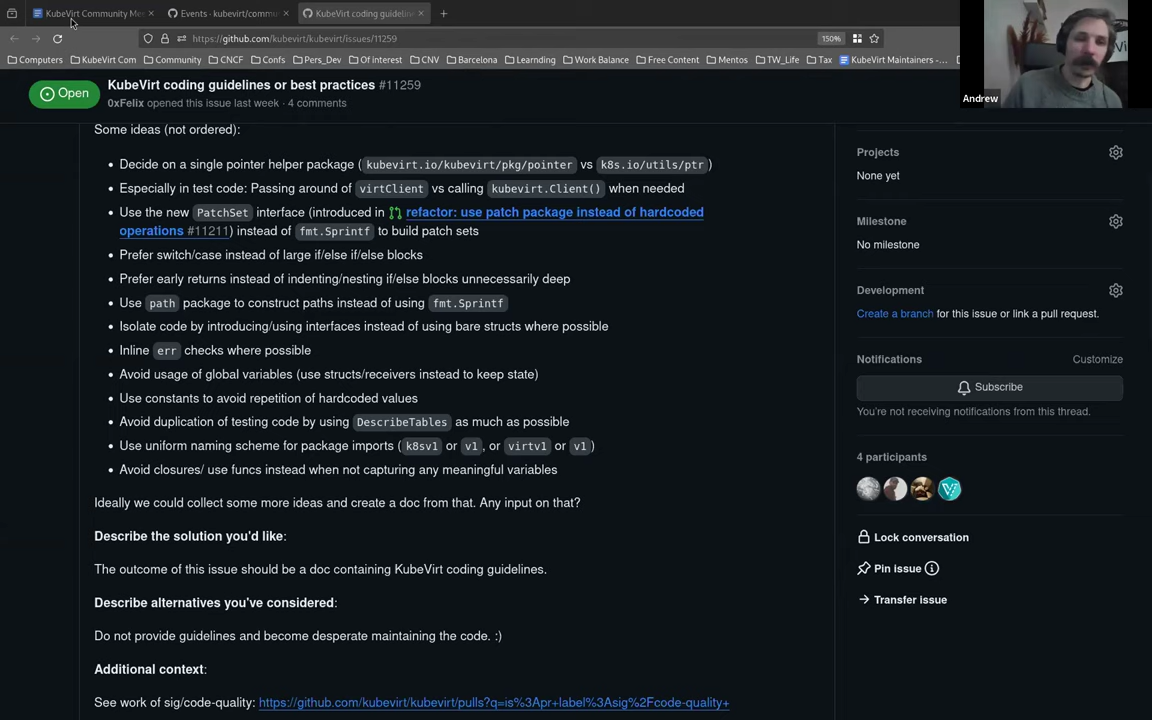 KubeVirt Community Mee
Events · kubevirt/commu
KubeVirt coding guidelin
https://github.com/kubevirt/kubevirt/issues/11259
150%
Computers
KubeVirt Com
Community
CNCF
Confs
Pers_Dev
Of interest
CNV
Barcelona
Learnding
Work Balance
Free Content
Mentos
TW_Life
Tax
KubeVirt Maintainers -…
Andrew
Open
KubeVirt coding guidelines or best practices #11259
0xFelix opened this issue last week · 4 comments
Some ideas (not ordered):
• Decide on a single pointer helper package ( kubevirt.io/kubevirt/pkg/pointer vs k8s.io/utils/ptr )
• Especially in test code: Passing around of virtClient vs calling kubevirt.Client() when needed
• Use the new PatchSet interface (introduced in refactor: use patch package instead of hardcoded
operations #11211) instead of fmt.Sprintf to build patch sets
• Prefer switch/case instead of large if/else if/else blocks
• Prefer early returns instead of indenting/nesting if/else blocks unnecessarily deep
• Use path package to construct paths instead of using fmt.Sprintf
• Isolate code by introducing/using interfaces instead of using bare structs where possible
• Inline err checks where possible
• Avoid usage of global variables (use structs/receivers instead to keep state)
• Use constants to avoid repetition of hardcoded values
• Avoid duplication of testing code by using DescribeTables as much as possible
• Use uniform naming scheme for package imports ( k8sv1 or v1 , or virtv1 or v1 )
• Avoid closures/ use funcs instead when not capturing any meaningful variables
Ideally we could collect some more ideas and create a doc from that. Any input on that?
Describe the solution you'd like:
The outcome of this issue should be a doc containing KubeVirt coding guidelines.
Describe alternatives you've considered:
Do not provide guidelines and become desperate maintaining the code. :)
Additional context:
See work of sig/code-quality: https://github.com/kubevirt/kubevirt/pulls?q=is%3Apr+label%3Asig%2Fcode-quality+
Projects
None yet
Milestone
No milestone
Development
Create a branch for this issue or link a pull request.
Notifications
Customize
Subscribe
You're not receiving notifications from this thread.
4 participants
Lock conversation
Pin issue
Transfer issue